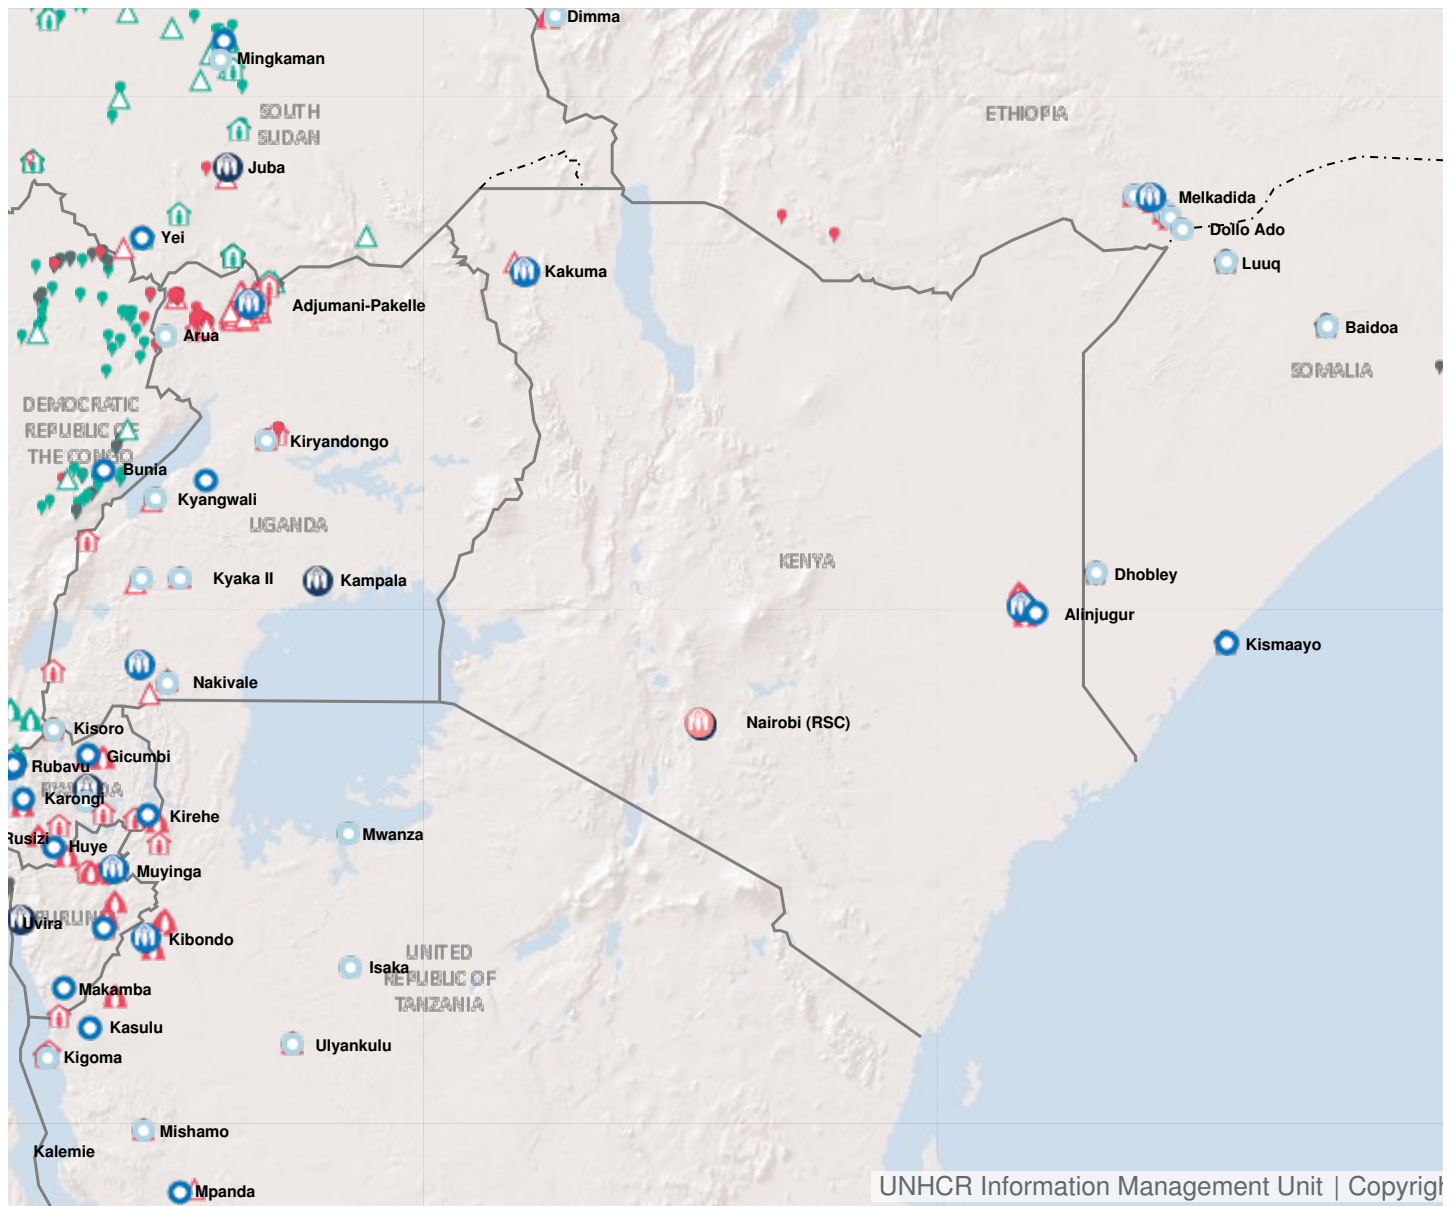 Dimma
Mingkaman
SOUTH
SUDAN
ETHIOPIA
Juba
Melkadida
Yei
Dollo Ado
Luuq
Kakuma
Adjumani-Pakelle
Arua
Baidoa
SOMALIA
DEMOCRATIC
REPUBLIC OF
THE CONGO
Kiryandongo
Bunia
Kyangwali
UGANDA
KENYA
Kyaka II
Kampala
Dhobley
Alinjugur
Kismaayo
Nakivale
Kisoro
Nairobi (RSC)
Gicumbi
Rubavu
Karongi
Kirehe
Mwanza
Rusizi
Huye
Muyinga
Uvira
Kibondo
UNITED
REPUBLIC OF
TANZANIA
Isaka
Makamba
Kasulu
Ulyankulu
Kigoma
Mishamo
Kalemie
Mpanda
UNHCR Information Management Unit | Copyrigh